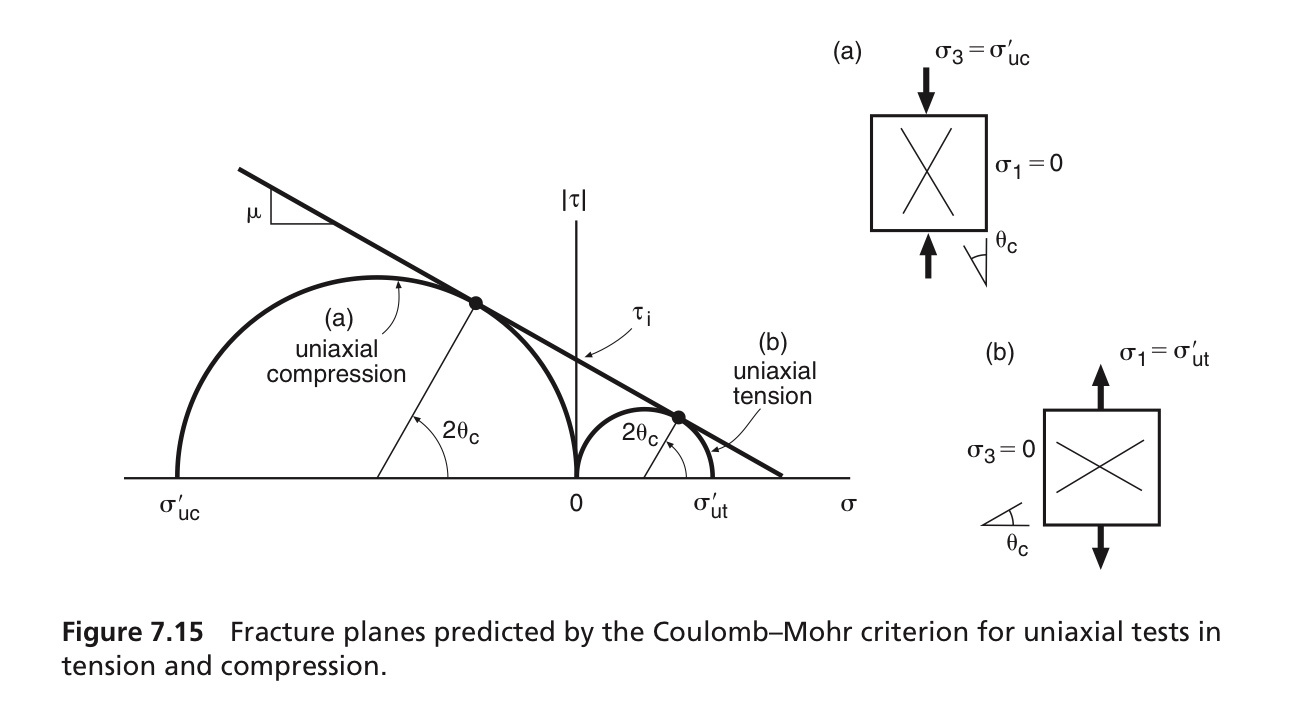 (a)
σ₃ = σ′uc
σ₁ = 0
θc
|τ|
μ
τi
(a)
uniaxial
compression
(b)
uniaxial
tension
2θc
2θc
σ′uc
0
σ′ut
σ
(b)
σ₁ = σ′ut
σ₃ = 0
θc
Figure 7.15 Fracture planes predicted by the Coulomb–Mohr criterion for uniaxial tests in
tension and compression.